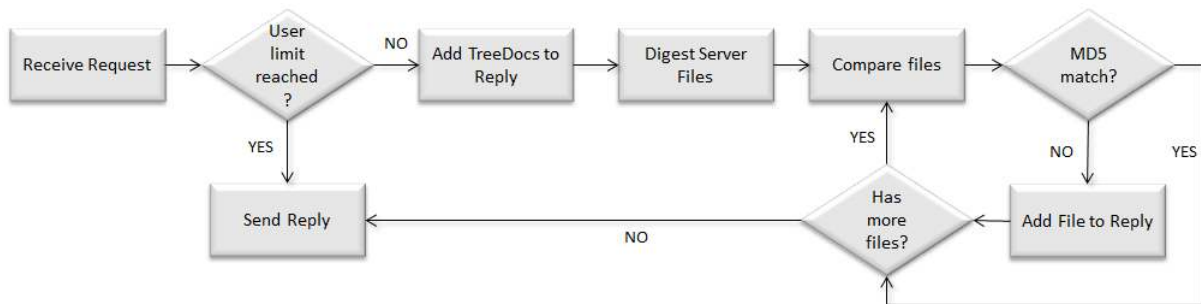 Receive Request
User
limit
reached
?
NO
Add TreeDocs to
Reply
Digest Server
Files
Compare files
MD5
match?
YES
YES
NO
YES
Send Reply
NO
Has
more
files?
Add File to Reply